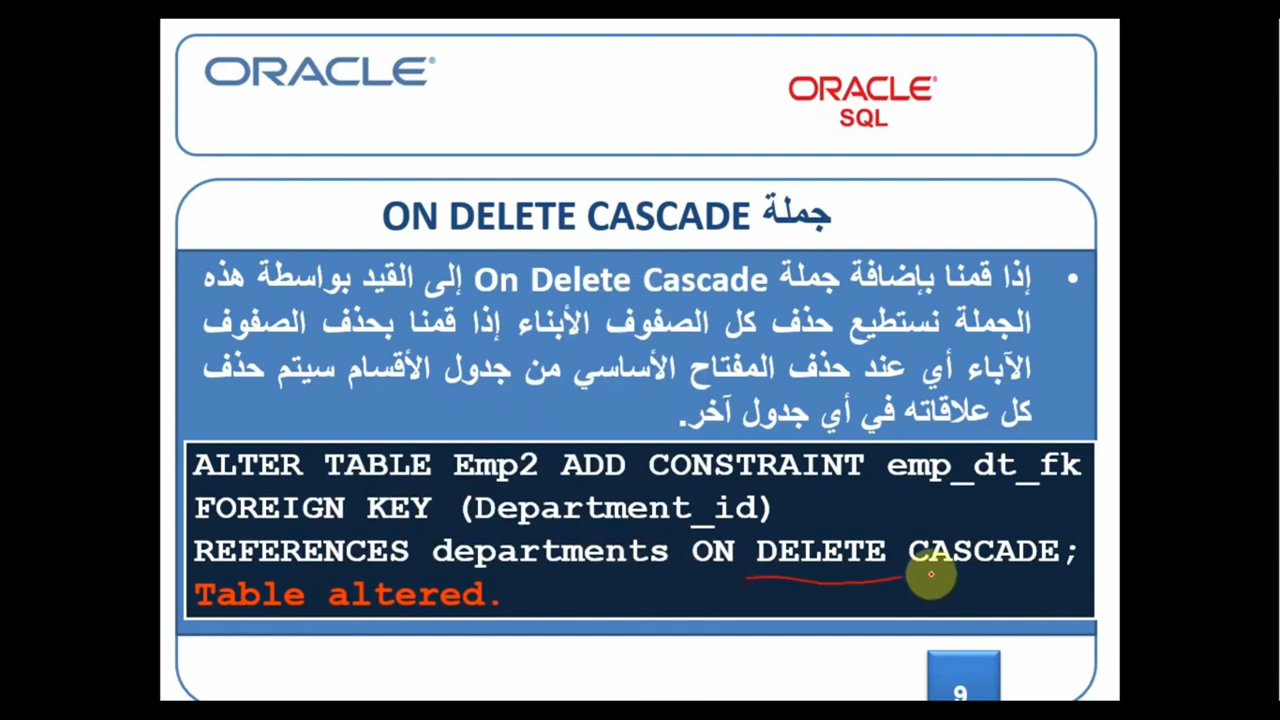 ORACLE®
ORACLE®
SQL
جملة ON DELETE CASCADE
• إذا قمنا بإضافة جملة On Delete Cascade إلى القيد بواسطة هذه
الجملة نستطيع حذف كل الصفوف الأبناء إذا قمنا بحذف الصفوف
الآباء أي عند حذف المفتاح الأساسي من جدول الأقسام سيتم حذف
كل علاقاته في أي جدول آخر.
ALTER TABLE Emp2 ADD CONSTRAINT emp_dt_fk
FOREIGN KEY (Department_id)
REFERENCES departments ON DELETE CASCADE;
Table altered.
9